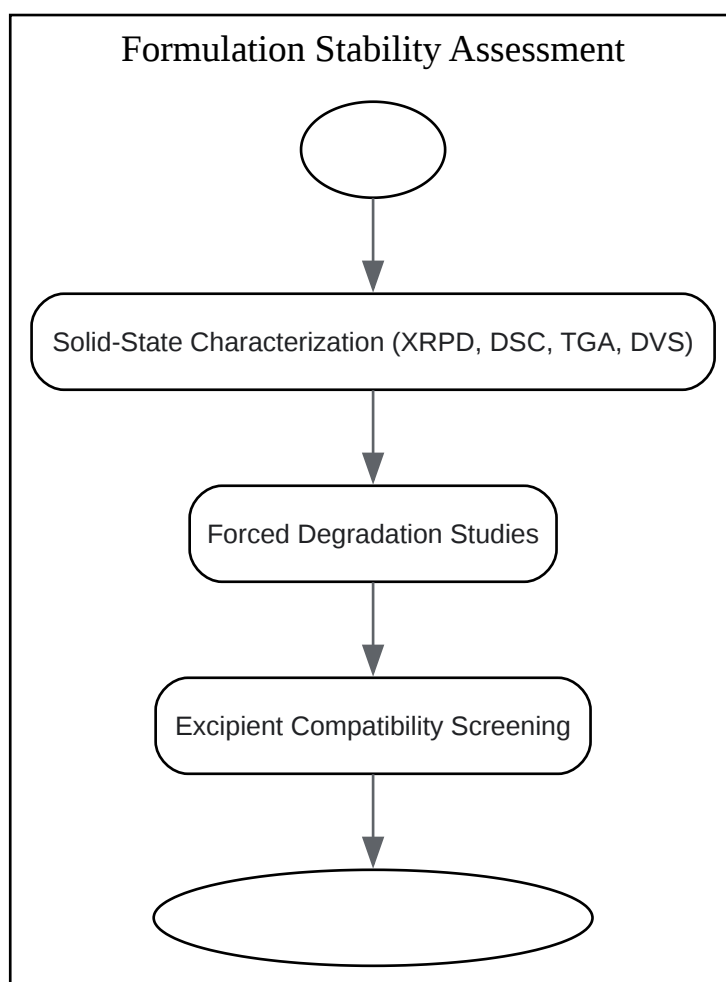 Formulation Stability Assessment
Solid-State Characterization (XRPD, DSC, TGA, DVS)
Forced Degradation Studies
Excipient Compatibility Screening